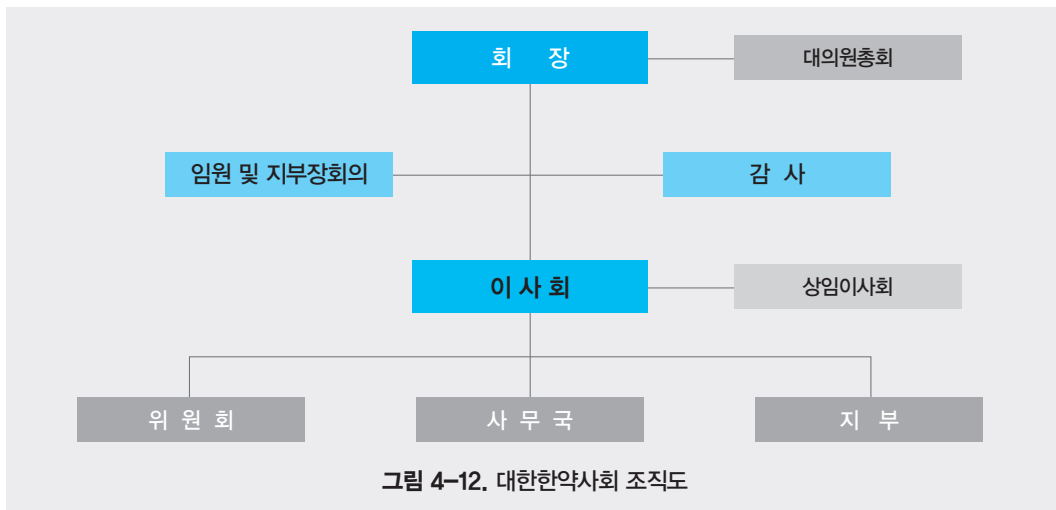 회 장
대의원총회
임원 및 지부장회의
감 사
이 사 회
상임이사회
위 원 회
사 무 국
지 부
그림 4-12. 대한한약사회 조직도